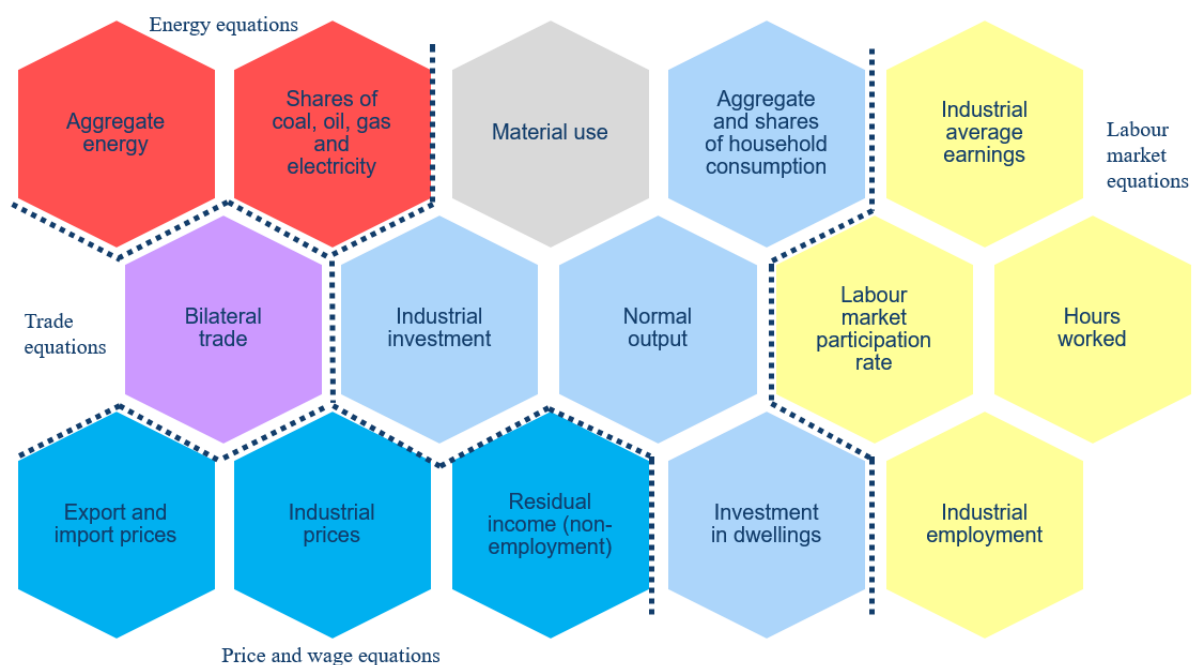 Energy equations
Aggregate
energy
Shares of
coal, oil, gas
and
electricity
Material use
Aggregate
and shares
of household
consumption
Industrial
average
earnings
Labour
market
equations
Trade
equations
Bilateral
trade
Industrial
investment
Normal
output
Labour
market
participation
rate
Hours
worked
Export and
import prices
Industrial
prices
Residual
income (non-
employment)
Investment
in dwellings
Industrial
employment
Price and wage equations